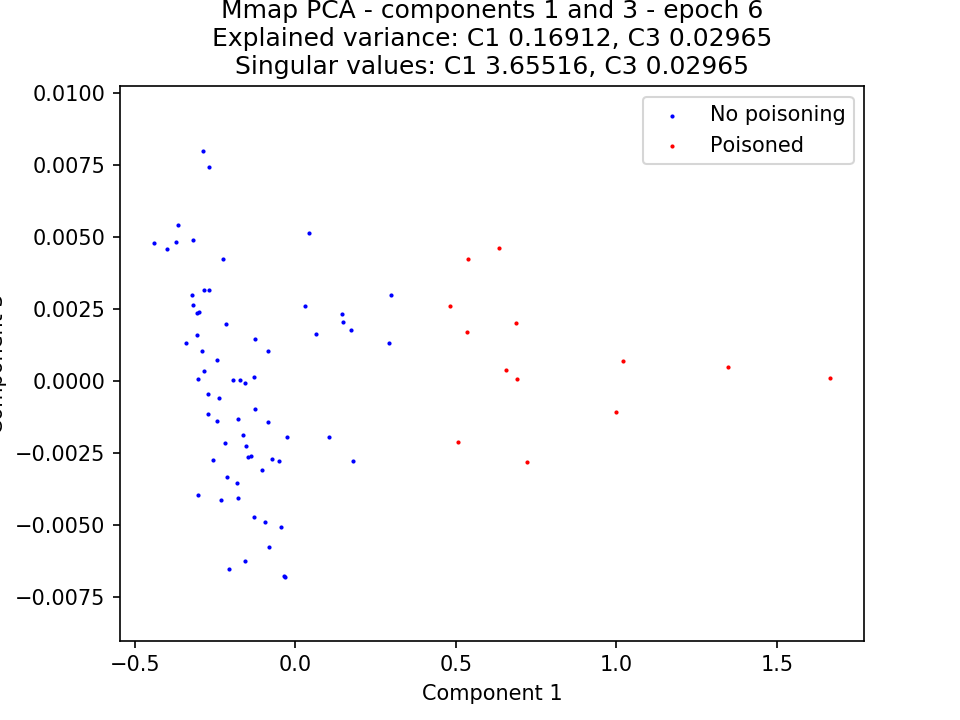 Mmap PCA - components 1 and 3 - epoch 6
Explained variance: C1 0.16912, C3 0.02965
Singular values: C1 3.65516, C3 0.02965
No poisoning
Poisoned
0.0100
0.0075
0.0050
0.0025
0.0000
−0.0025
−0.0050
−0.0075
−0.5
0.0
0.5
1.0
1.5
Component 1